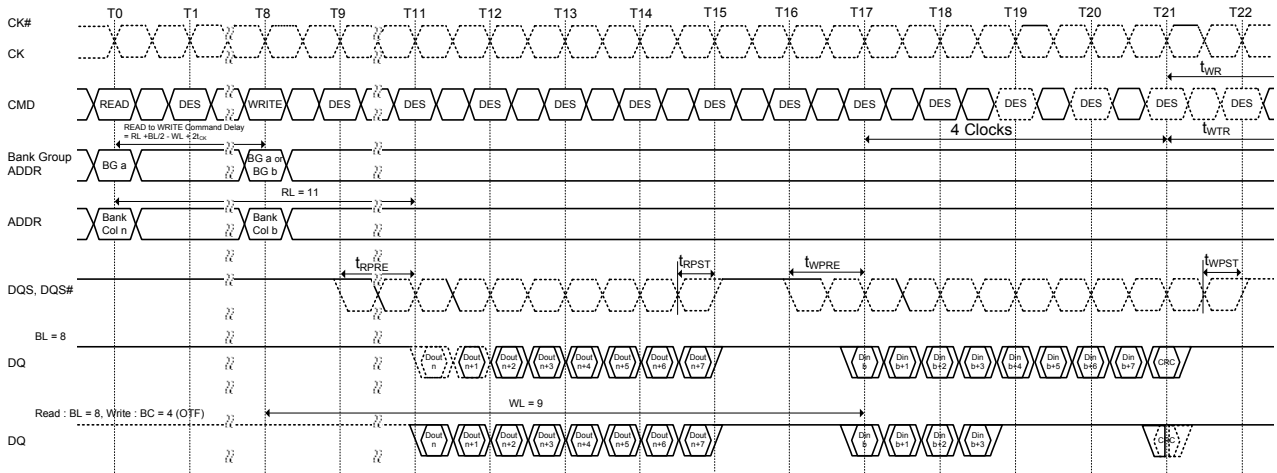 T0 T1 T8 T9 T11 T12 T13 T14 T15 T16 T17 T18 T19 T20 T21 T22
CK#
CK
tWR
CMD READ DES WRITE DES DES DES DES DES DES DES DES DES DES DES DES DES
READ to WRITE Command Delay
= RL +BL/2 - WL + 2tCK
4 Clocks
tWTR
Bank Group
ADDR
BG a
BG a or
BG b
RL = 11
ADDR
Bank
Col n
Bank
Col b
tRPRE tRPST tWPRE tWPST
DQS, DQS#
BL = 8
DQ
Dout
n
Dout
n+1
Dout
n+2
Dout
n+3
Dout
n+4
Dout
n+5
Dout
n+6
Dout
n+7
Din
b
Din
b+1
Din
b+2
Din
b+3
Din
b+4
Din
b+5
Din
b+6
Din
b+7
CRC
Read : BL = 8, Write : BC = 4 (OTF)
WL = 9
DQ
Dout
n
Dout
n+1
Dout
n+2
Dout
n+3
Dout
n+4
Dout
n+5
Dout
n+6
Dout
n+7
Din
b
Din
b+1
Din
b+2
Din
b+3
CRC